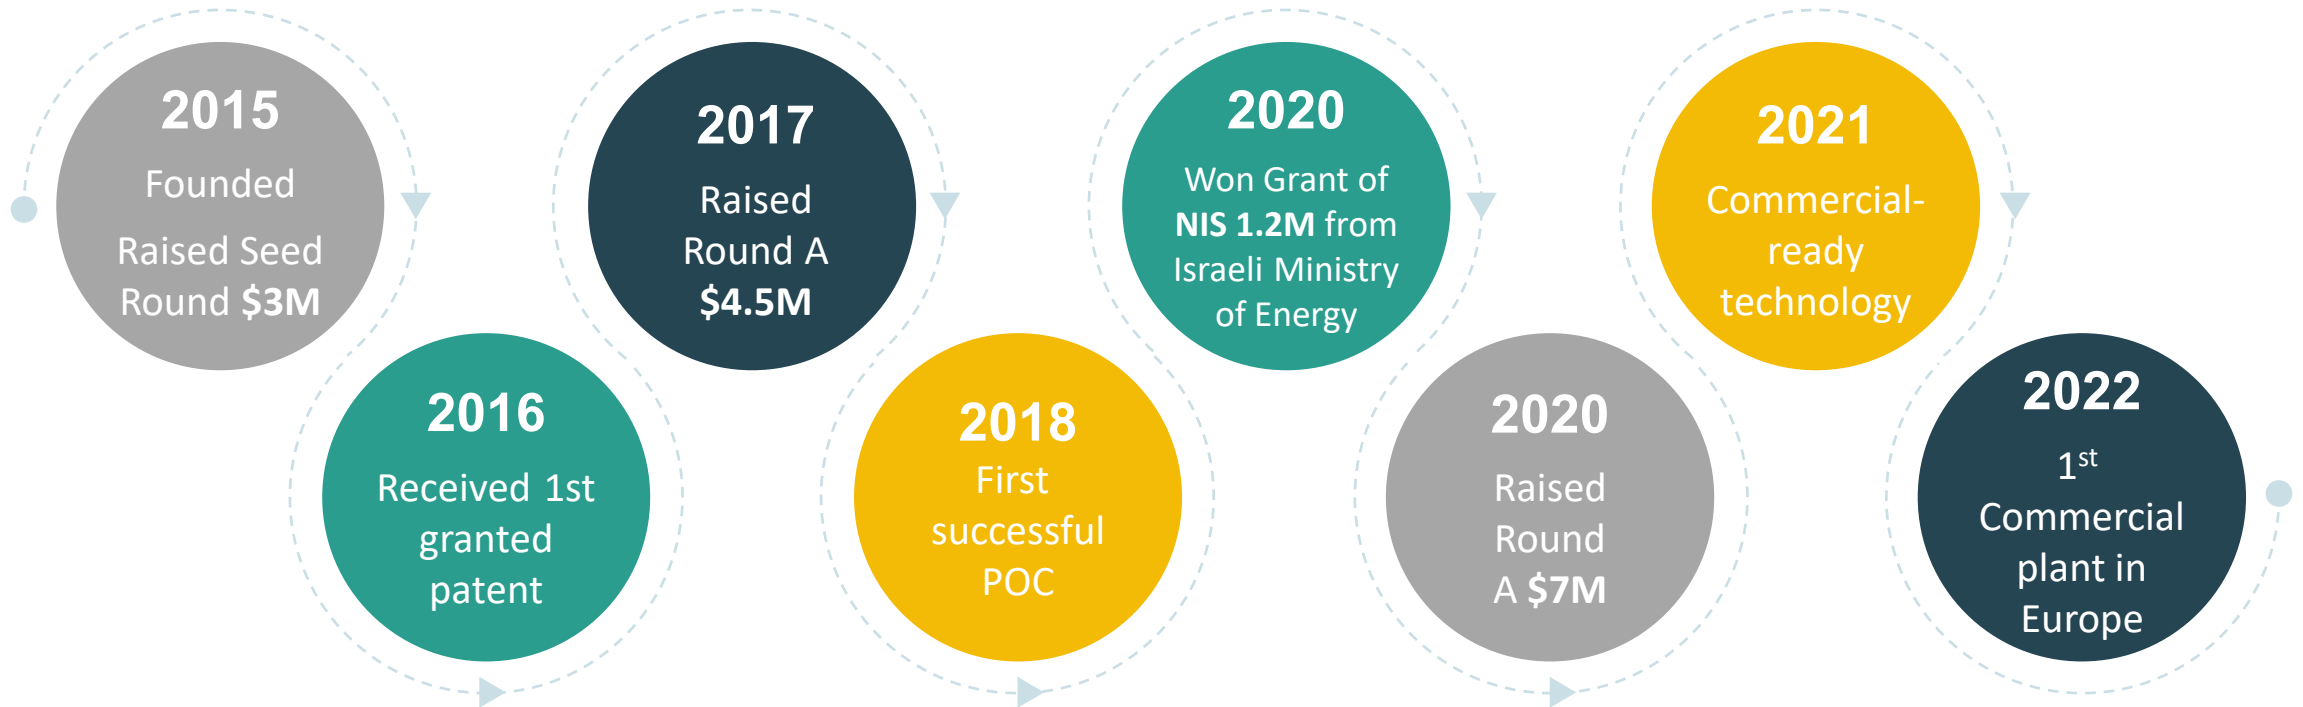 2015
Founded
Raised Seed
Round $3M
2016
Received 1st
granted
patent
2017
Raised
Round A
$4.5M
2018
First
successful
POC
2020
Won Grant of
NIS 1.2M from
Israeli Ministry
of Energy
2020
Raised
Round
A $7M
2021
Commercial-
ready
technology
2022
1st
Commercial
plant in
Europe